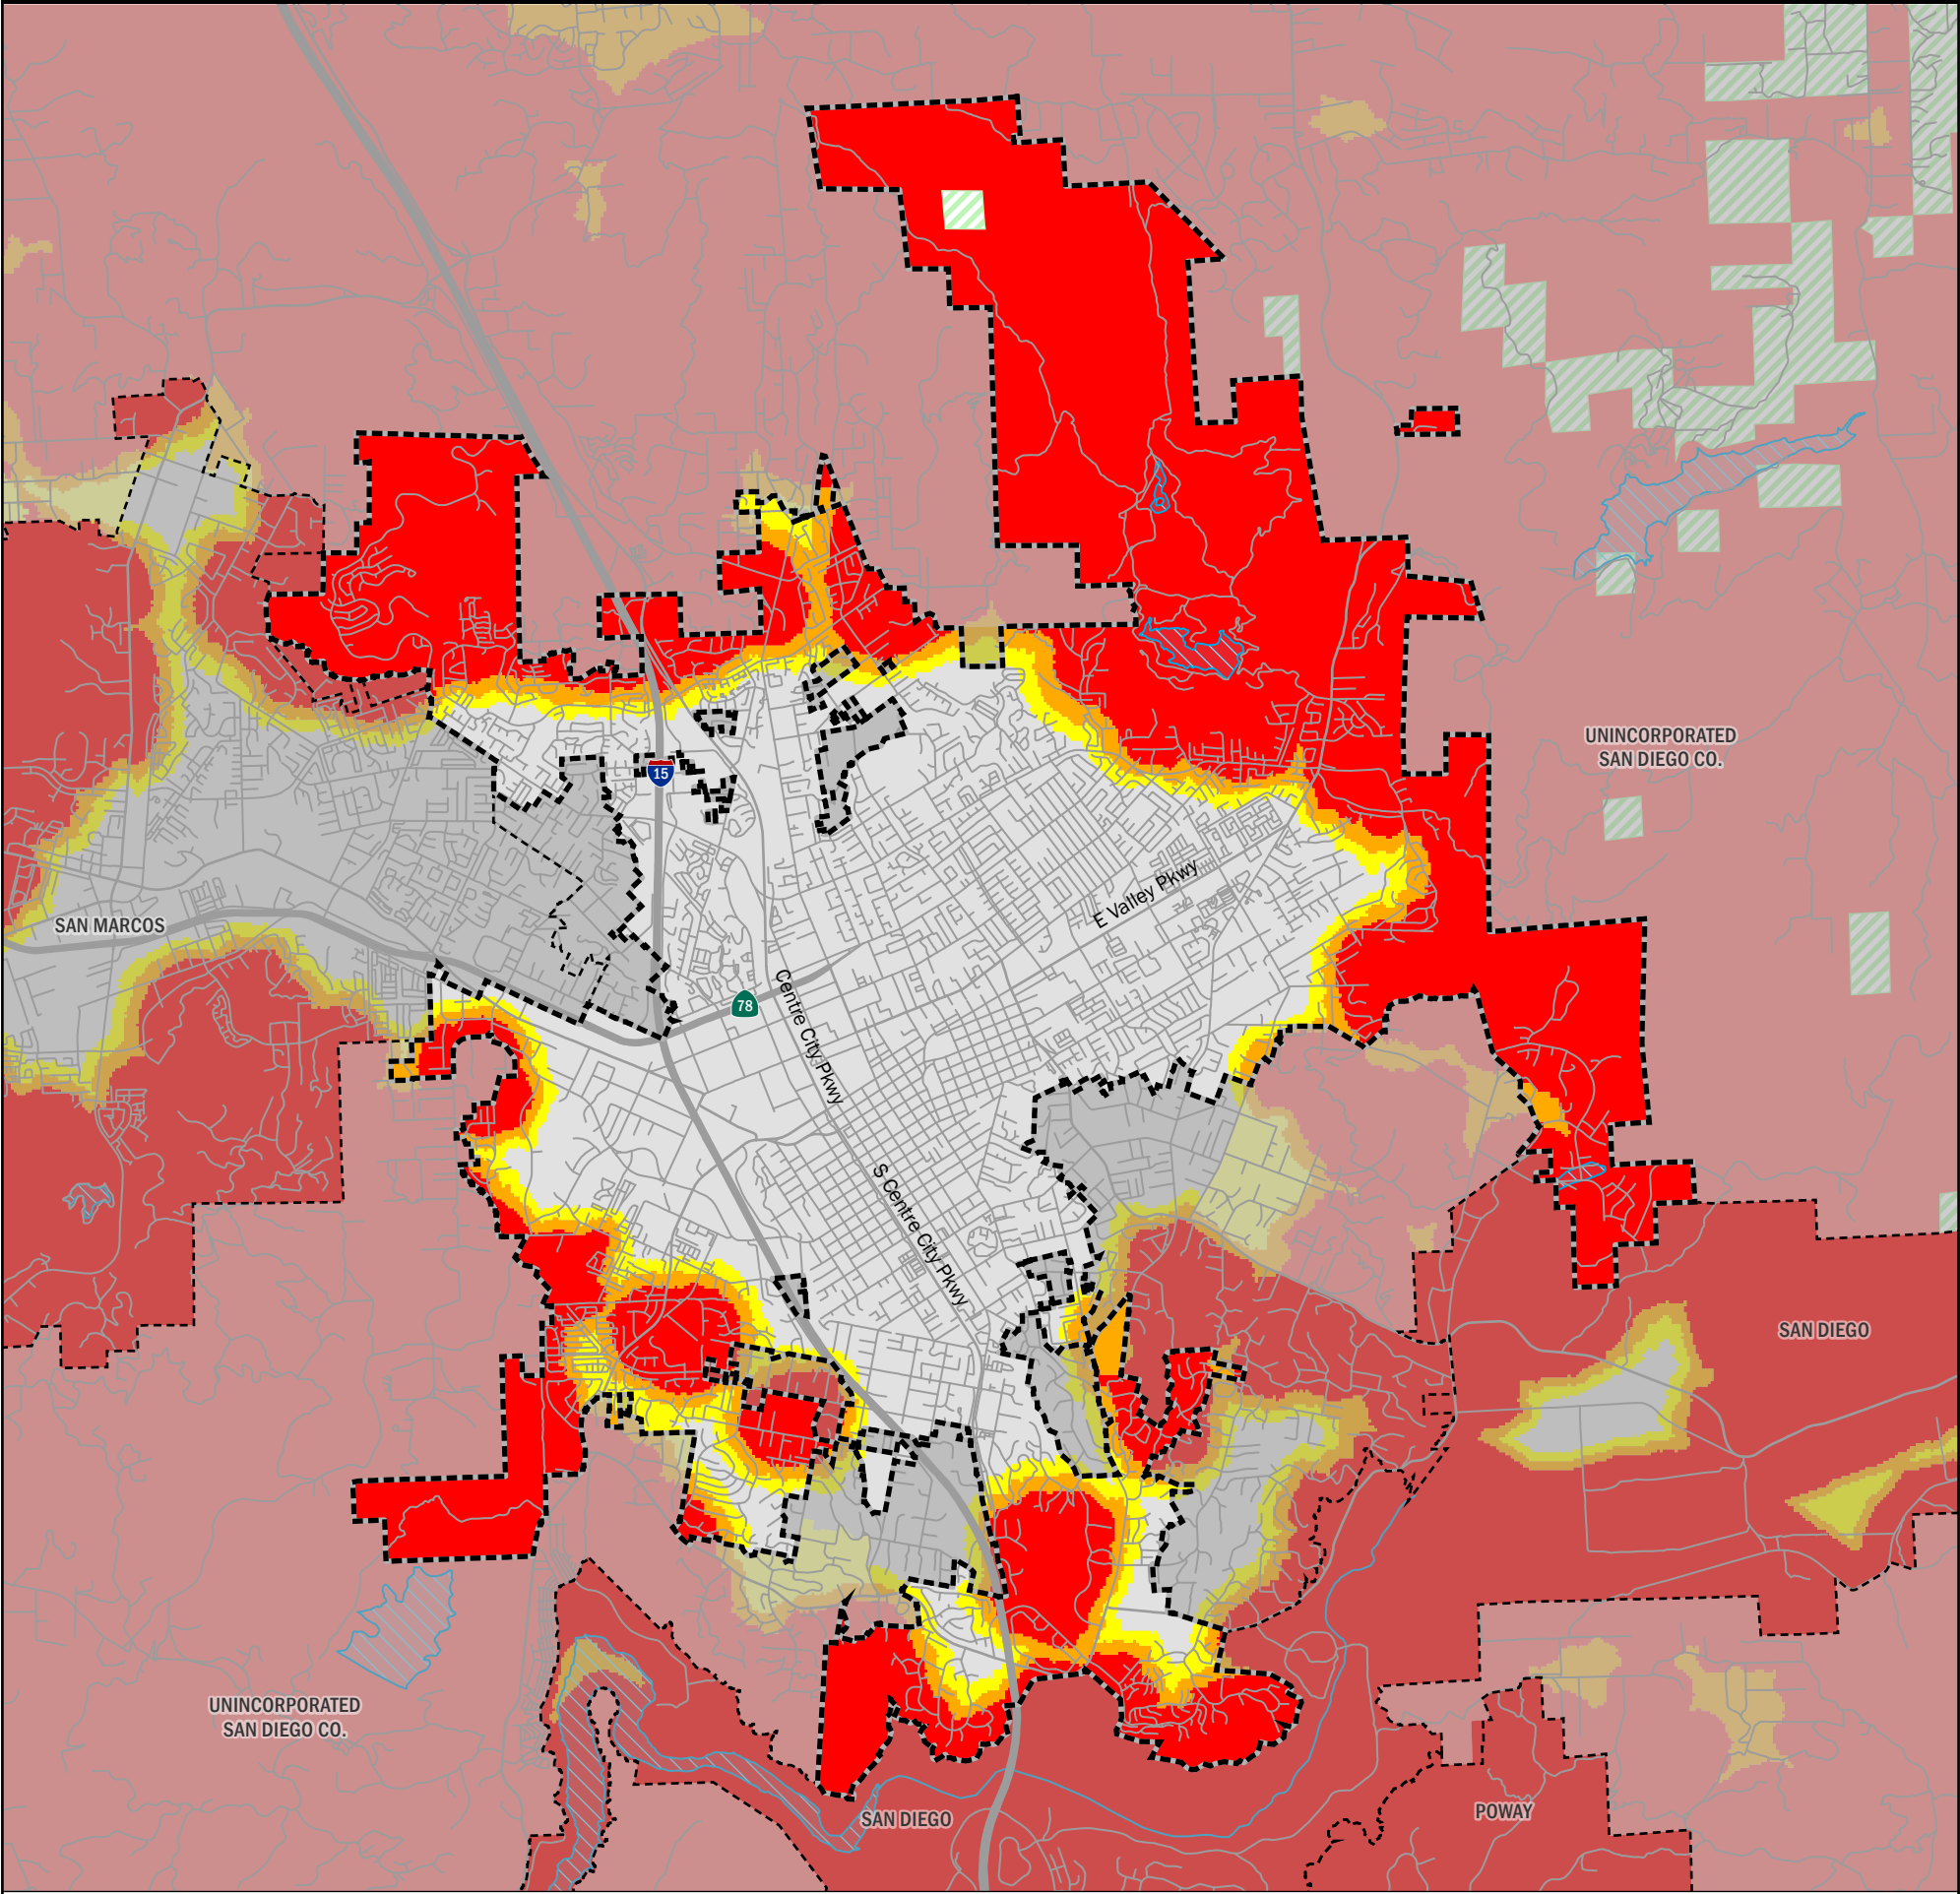 UNINCORPORATED
SAN DIEGO CO.
15
E Valley Pkwy
SAN MARCOS
78
Centre City Pkwy
S Centre City Pkwy
SAN DIEGO
UNINCORPORATED
SAN DIEGO CO.
SAN DIEGO
POWAY